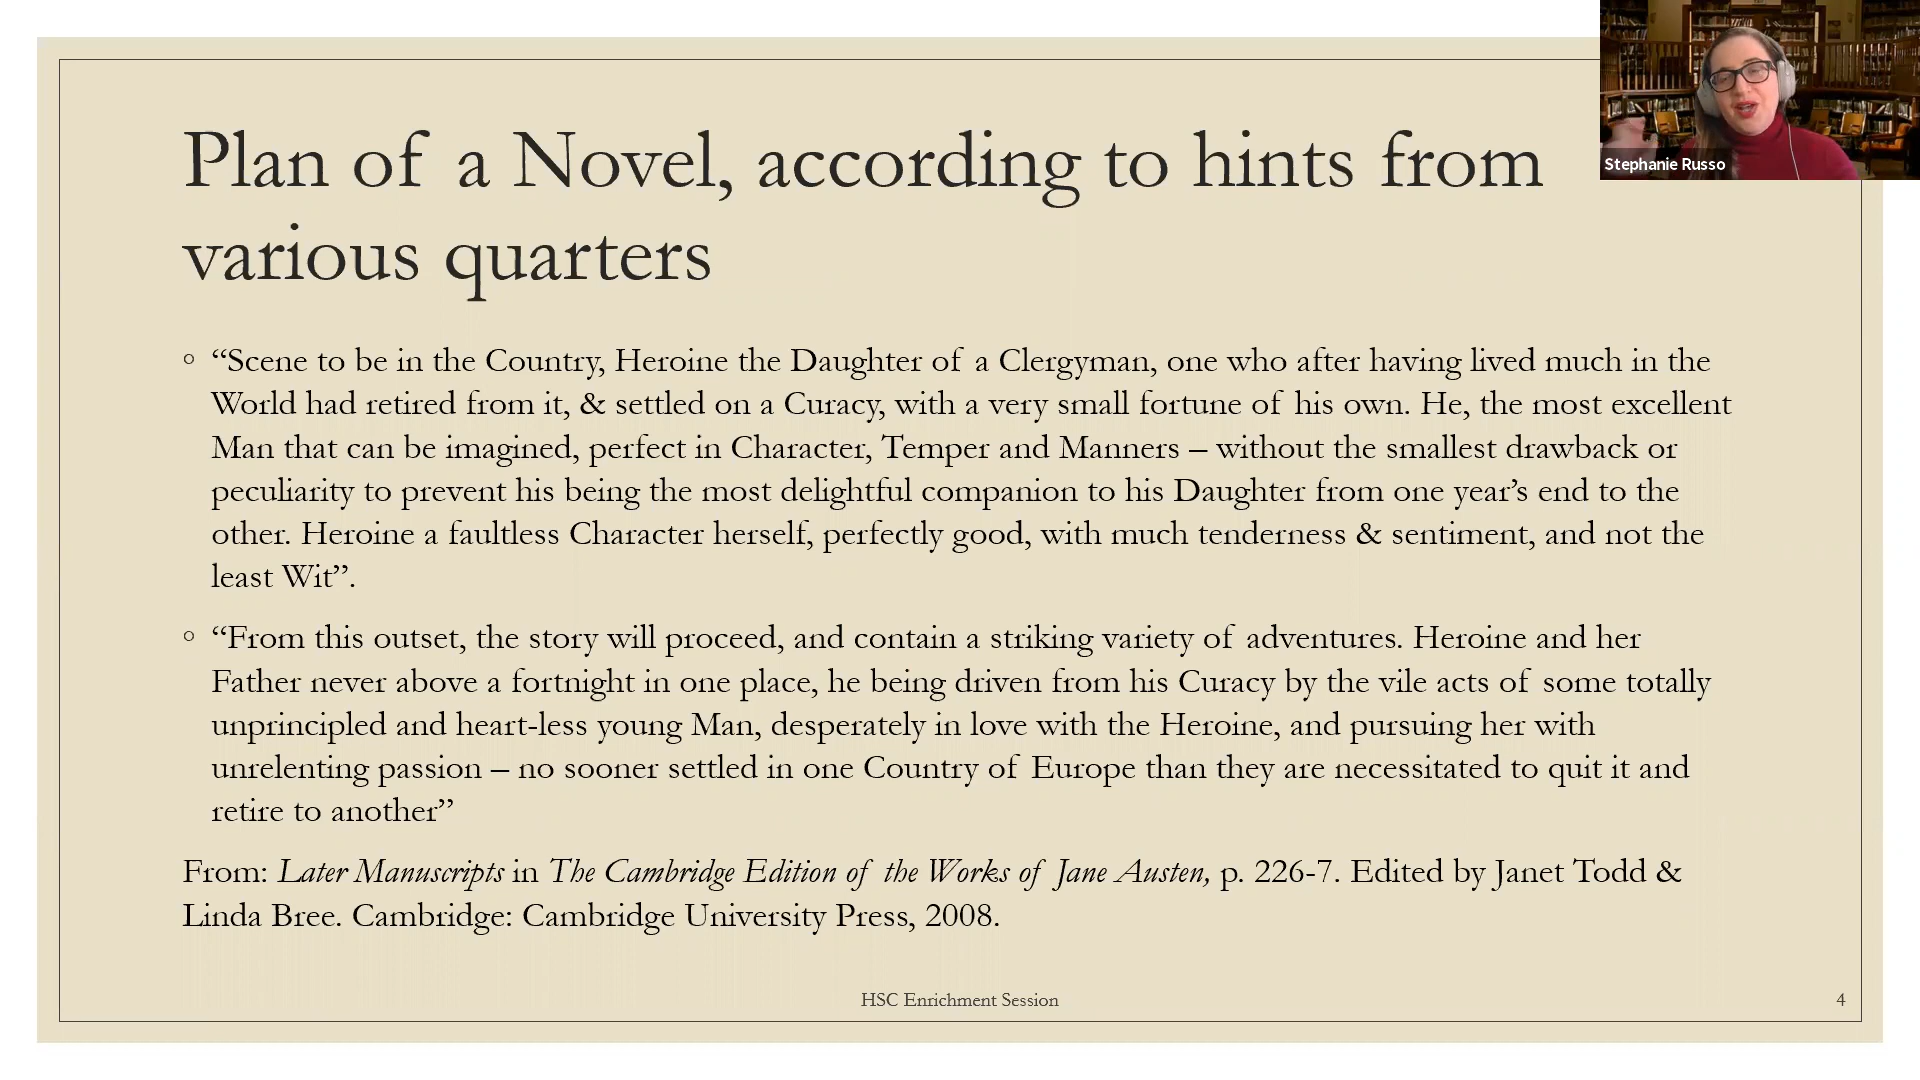 Plan of a Novel, according to hints from
various quarters
Stephanie Russo
“Scene to be in the Country, Heroine the Daughter of a Clergyman, one who after having lived much in the
World had retired from it, & settled on a Curacy, with a very small fortune of his own. He, the most excellent
Man that can be imagined, perfect in Character, Temper and Manners – without the smallest drawback or
peculiarity to prevent his being the most delightful companion to his Daughter from one year’s end to the
other. Heroine a faultless Character herself, perfectly good, with much tenderness & sentiment, and not the
least Wit”.
“From this outset, the story will proceed, and contain a striking variety of adventures. Heroine and her
Father never above a fortnight in one place, he being driven from his Curacy by the vile acts of some totally
unprincipled and heart-less young Man, desperately in love with the Heroine, and pursuing her with
unrelenting passion – no sooner settled in one Country of Europe than they are necessitated to quit it and
retire to another”
From: Later Manuscripts in The Cambridge Edition of the Works of Jane Austen, p. 226-7. Edited by Janet Todd &
Linda Bree. Cambridge: Cambridge University Press, 2008.
HSC Enrichment Session
4